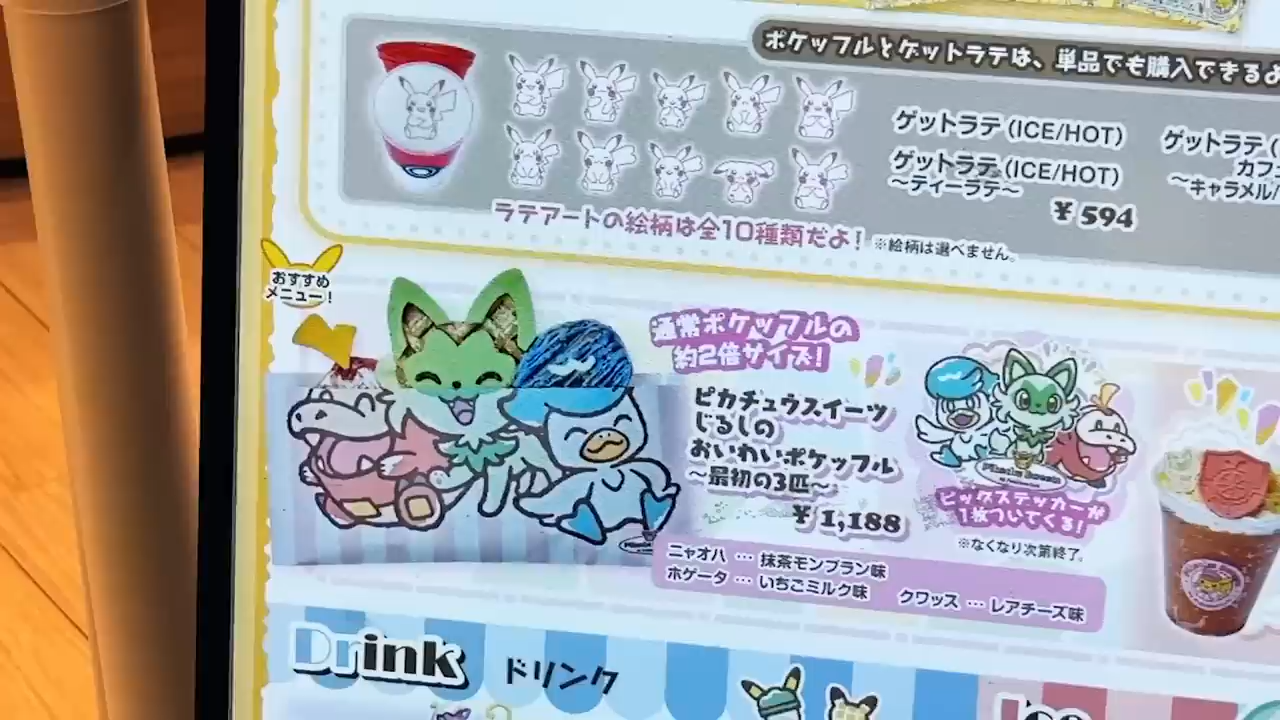 ポケッフルとゲットラテは、単品でも購入できるよ
ゲットラテ (ICE/HOT)
ゲットラテ (ICE/HOT)
～ティーラテ～
¥594
ゲットラテ (
カフェ
～キャラメル
ラテアートの絵柄は全10種類だよ!
※絵柄は選べません。
おすすめ
メニュー!
通常ポケッフルの
約2倍サイズ!
ピカチュウスイーツ
じるしの
おいわいポケッフル
～最初の3匹～
¥1,188
ビッグステッカーが
1枚ついてくる!
※なくなり次第終了。
ニャオハ … 抹茶モンブラン味
ホゲータ … いちごミルク味
クワッス … レアチーズ味
Drink
ドリンク